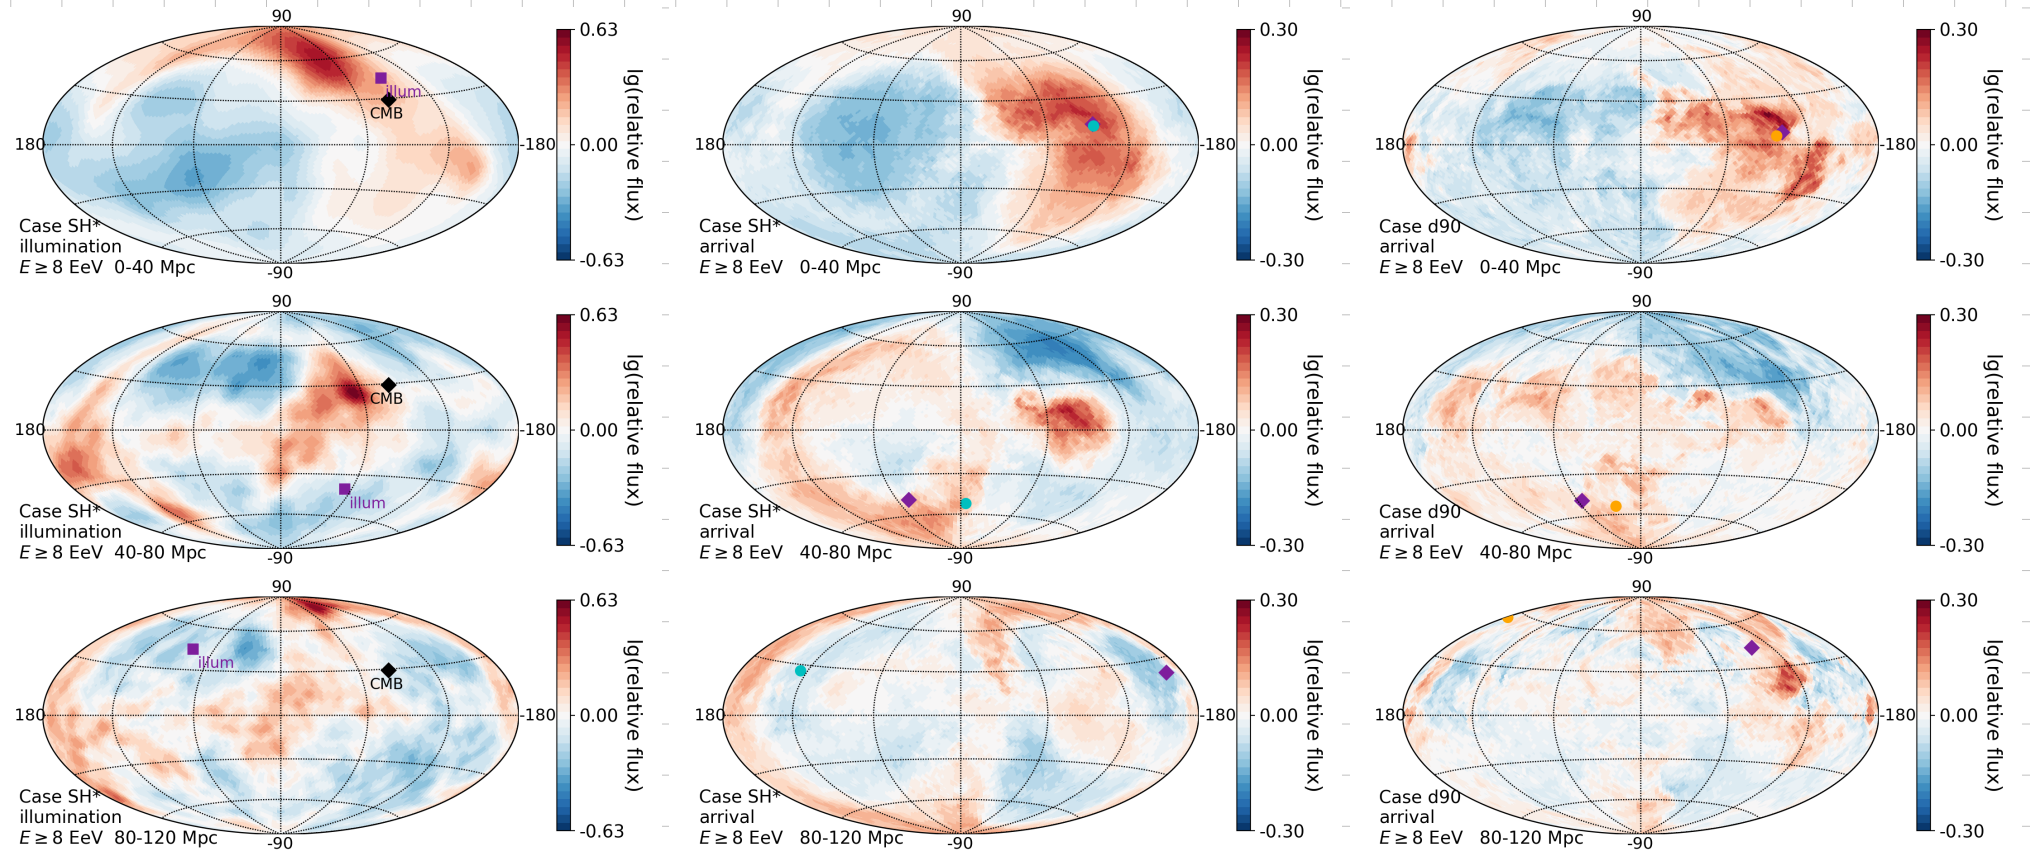 90
180
-180
-90
illum
CMB
Case SH*
illumination
E ≥ 8 EeV 0-40 Mpc
0.63
0.00
-0.63
lg(relative flux)
90
180
-180
-90
Case SH*
arrival
E ≥ 8 EeV 0-40 Mpc
0.30
0.00
-0.30
lg(relative flux)
90
180
-180
-90
Case d90
arrival
E ≥ 8 EeV 0-40 Mpc
0.30
0.00
-0.30
lg(relative flux)
90
180
-180
-90
CMB
illum
Case SH*
illumination
E ≥ 8 EeV 40-80 Mpc
0.63
0.00
-0.63
lg(relative flux)
90
180
-180
-90
Case SH*
arrival
E ≥ 8 EeV 40-80 Mpc
0.30
0.00
-0.30
lg(relative flux)
90
180
-180
-90
Case d90
arrival
E ≥ 8 EeV 40-80 Mpc
0.30
0.00
-0.30
lg(relative flux)
90
180
-180
-90
illum
CMB
Case SH*
illumination
E ≥ 8 EeV 80-120 Mpc
0.63
0.00
-0.63
lg(relative flux)
90
180
-180
-90
Case SH*
arrival
E ≥ 8 EeV 80-120 Mpc
0.30
0.00
-0.30
lg(relative flux)
90
180
-180
-90
Case d90
arrival
E ≥ 8 EeV 80-120 Mpc
0.30
0.00
-0.30
lg(relative flux)